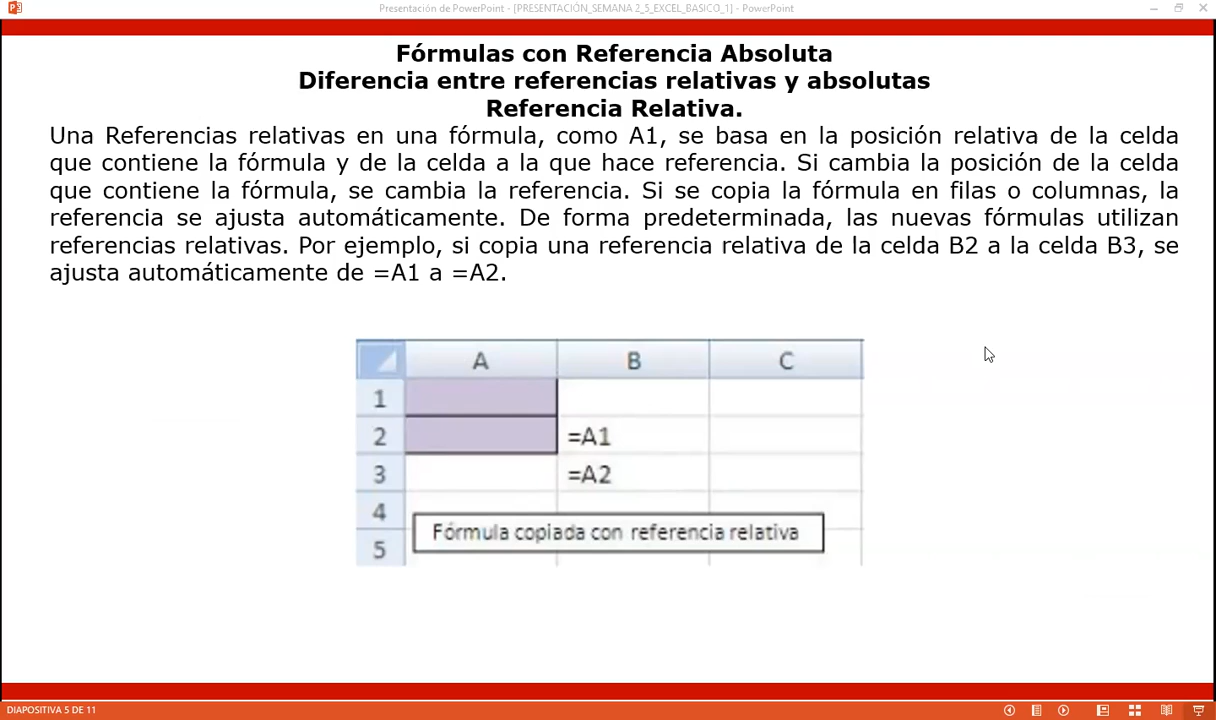 Presentación de PowerPoint - [PRESENTACIÓN_SEMANA 2_5_EXCEL_BASICO_1] - PowerPoint
Fórmulas con Referencia Absoluta
Diferencia entre referencias relativas y absolutas
Referencia Relativa.
Una Referencias relativas en una fórmula, como A1, se basa en la posición relativa de la celda
que contiene la fórmula y de la celda a la que hace referencia. Si cambia la posición de la celda
que contiene la fórmula, se cambia la referencia. Si se copia la fórmula en filas o columnas, la
referencia se ajusta automáticamente. De forma predeterminada, las nuevas fórmulas utilizan
referencias relativas. Por ejemplo, si copia una referencia relativa de la celda B2 a la celda B3, se
ajusta automáticamente de =A1 a =A2.
A B C
1
2 =A1
3 =A2
4
Fórmula copiada con referencia relativa
5
DIAPOSITIVA 5 DE 11